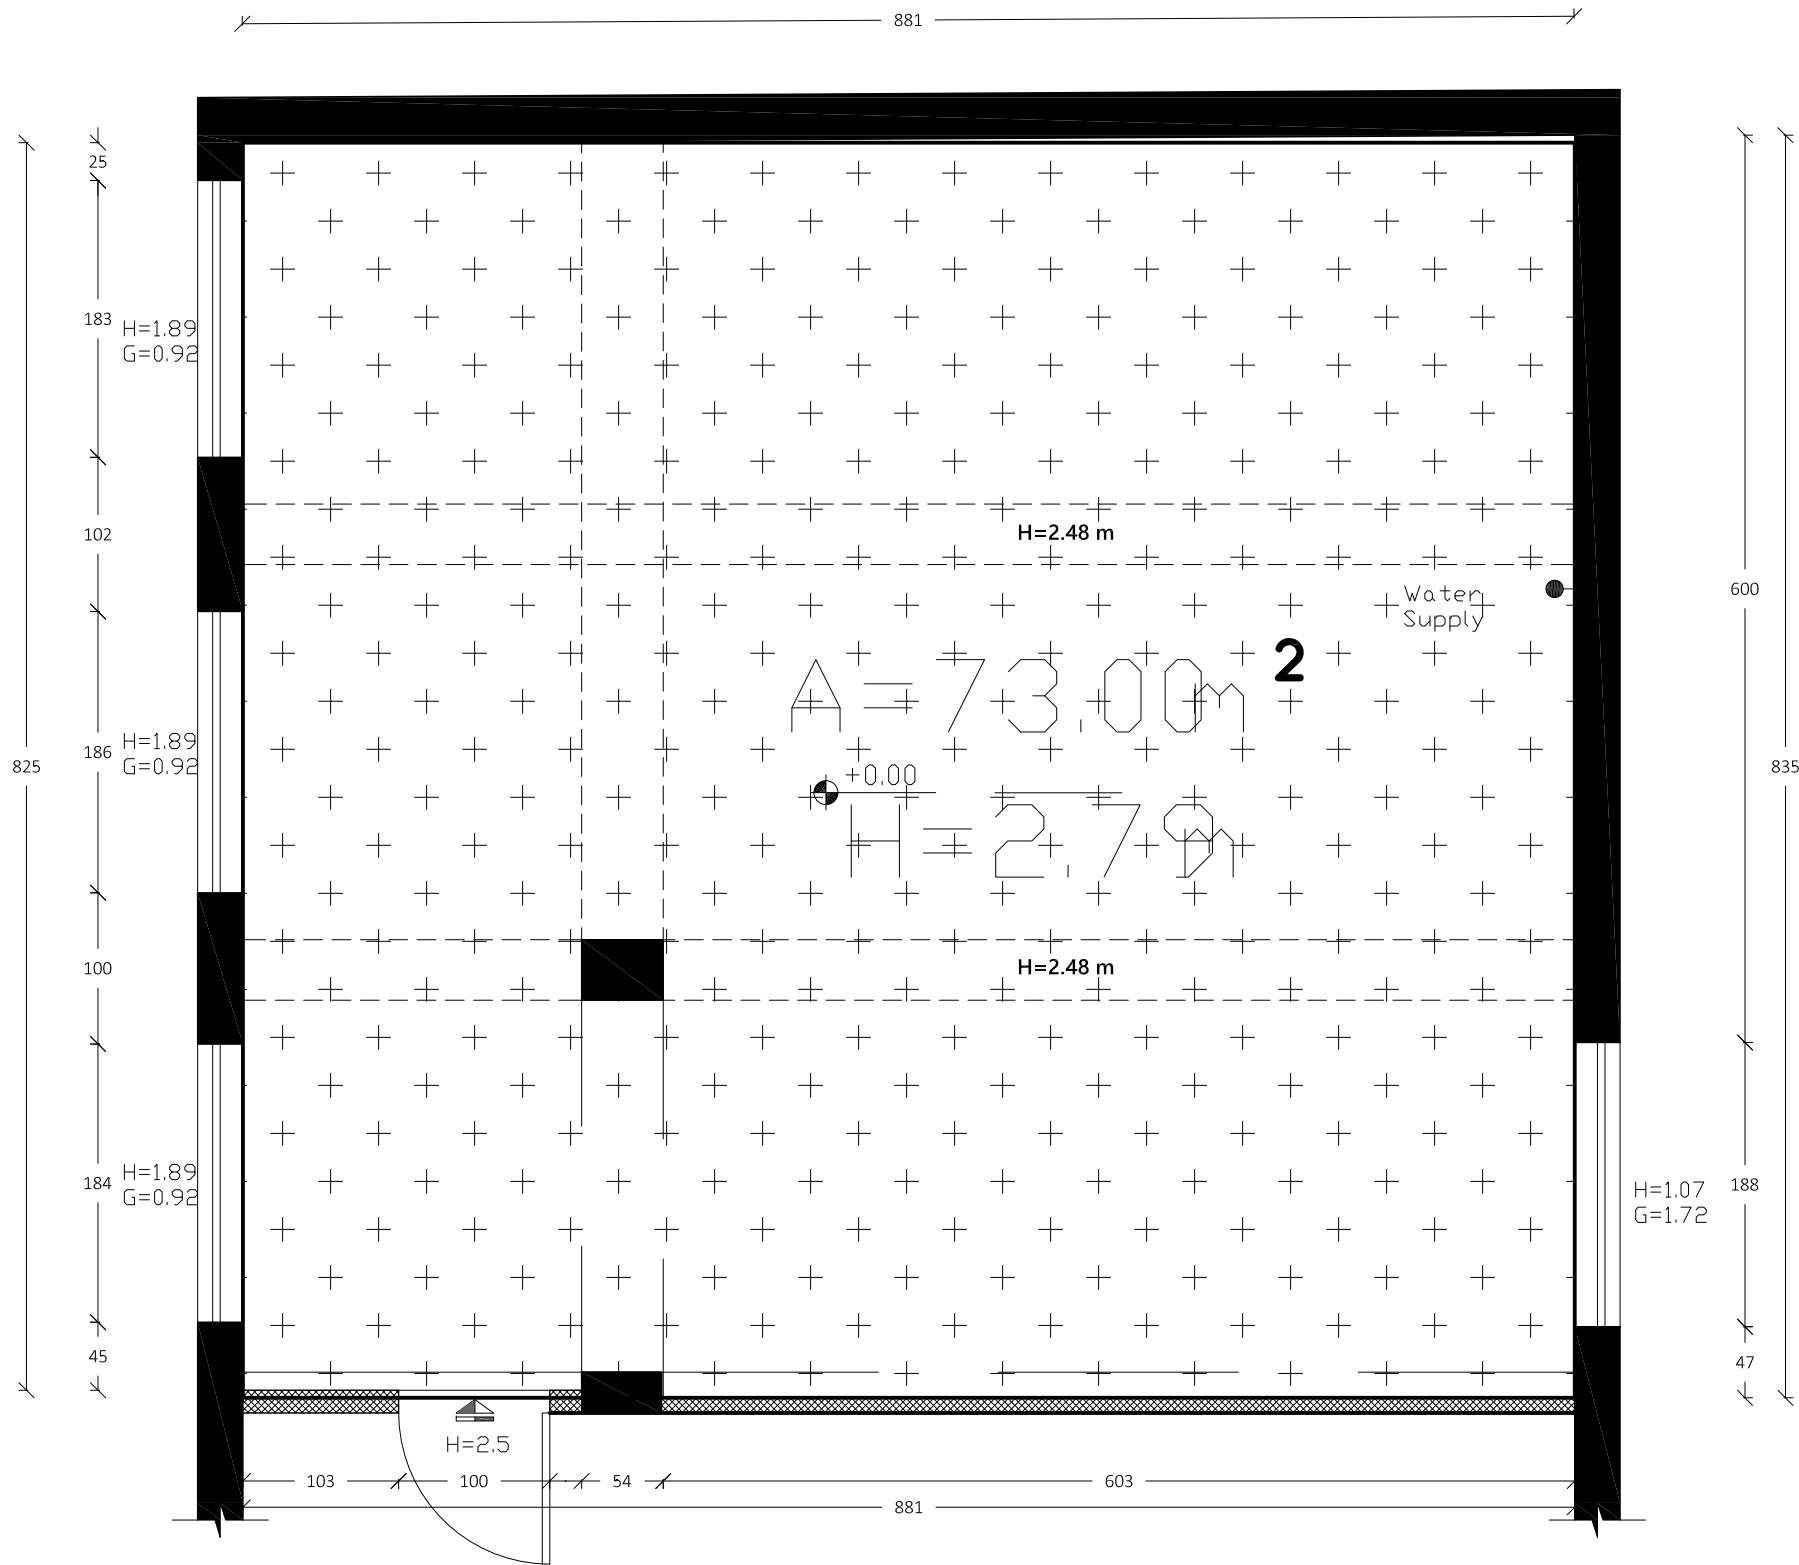 881
25
183
H=1.89
G=0.92
102
H=2.48 m
600
Water
Supply
A=73.00m 2
186
H=1.89
G=0.92
825
835
+0.00
H=2.79m
100
H=2.48 m
184
H=1.89
G=0.92
188
H=1.07
G=1.72
45
47
H=2.5
103
100
54
603
881